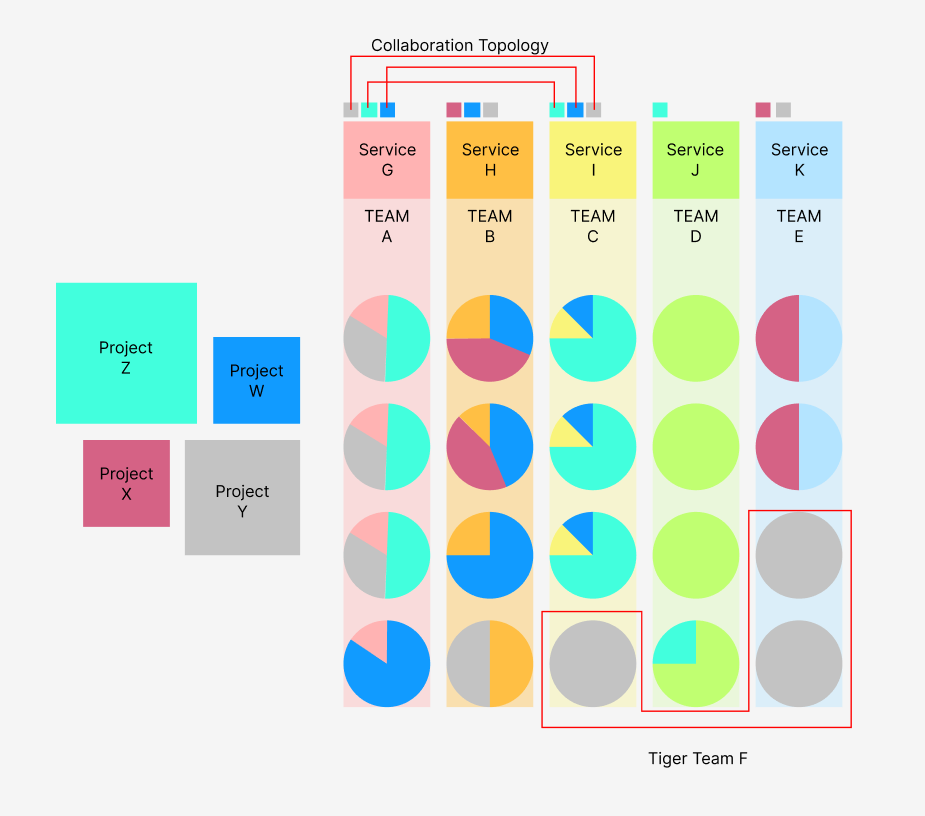 Collaboration Topology
Service
G
Service
H
Service
I
Service
J
Service
K
TEAM
A
TEAM
B
TEAM
C
TEAM
D
TEAM
E
Project
Z
Project
W
Project
X
Project
Y
Tiger Team F